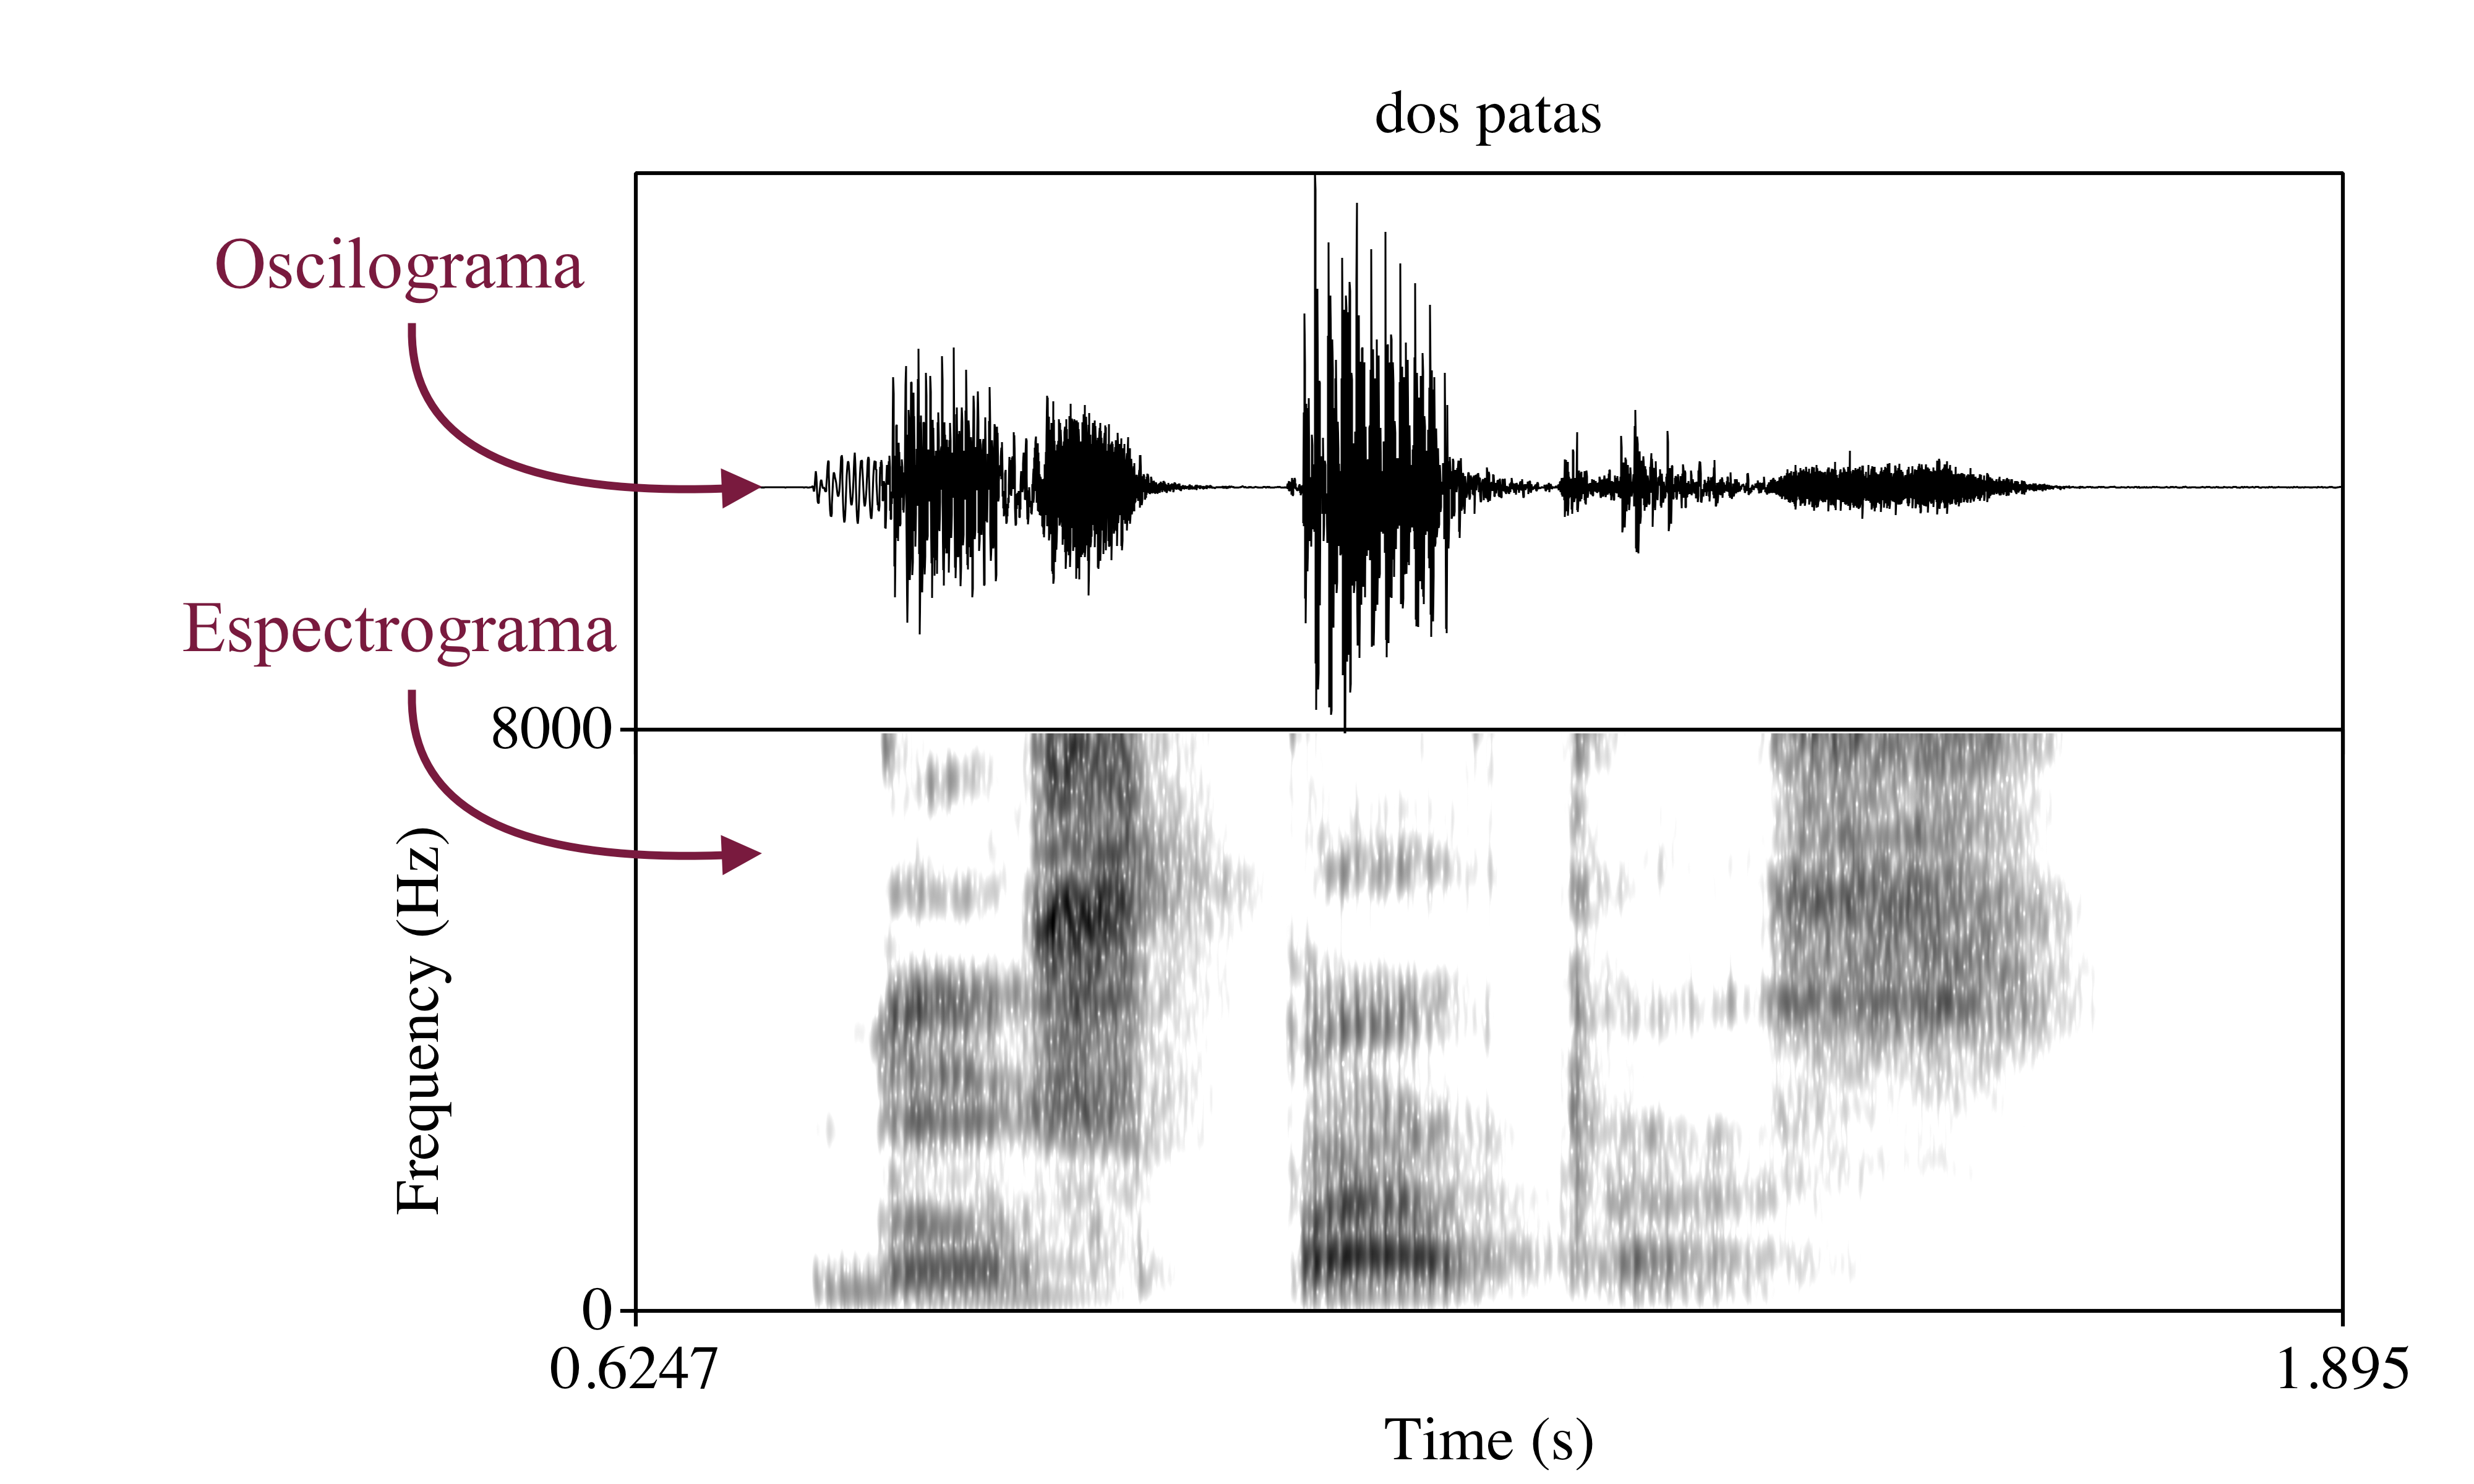 dos patas
Oscilograma
Espectrograma
8000
Frequency (Hz)
0
0.6247
1.895
Time (s)